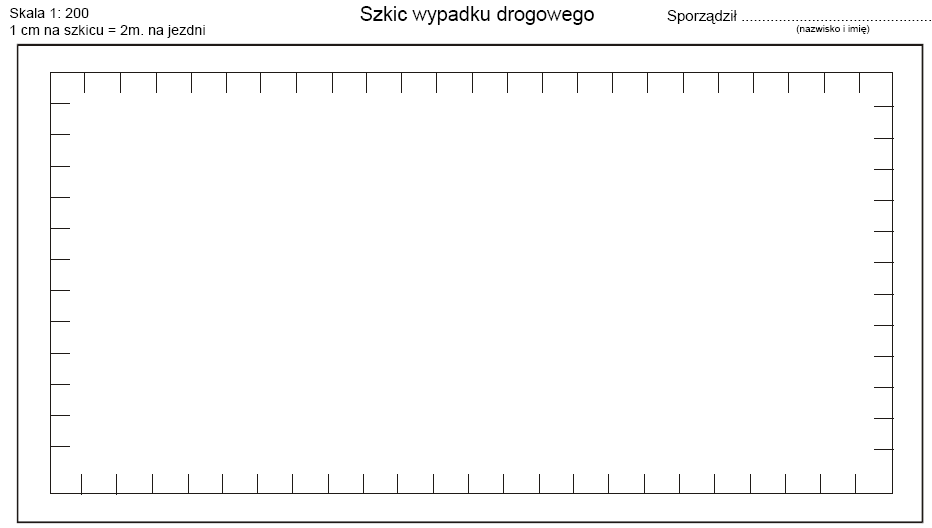 Skala 1: 200
1 cm na szkicu = 2m. na jezdni
Szkic wypadku drogowego
Sporządził ..............................................
(nazwisko i imię)